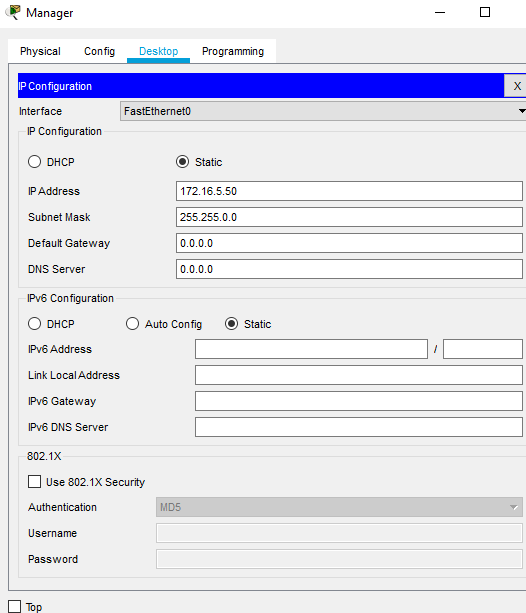 Manager
Physical Config Desktop Programming
IP Configuration X
Interface FastEthernet0
IP Configuration
DHCP Static
IP Address 172.16.5.50
Subnet Mask 255.255.0.0
Default Gateway 0.0.0.0
DNS Server 0.0.0.0
IPv6 Configuration
DHCP Auto Config Static
IPv6 Address /
Link Local Address
IPv6 Gateway
IPv6 DNS Server
802.1X
Use 802.1X Security
Authentication MD5
Username
Password
Top